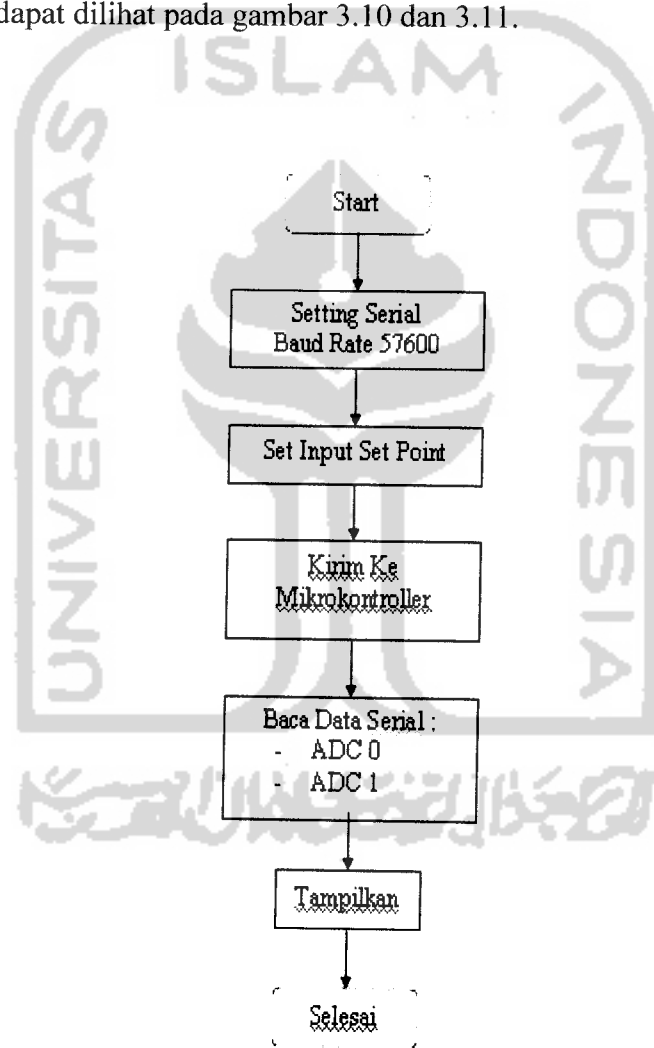 dapat dilihat pada gambar 3.10 dan 3.11.
ISLAM
UNIVERSITAS
INDONESIA
Start
Setting Serial
Baud Rate 57600
Set Input Set Point
Kirim Ke
Mikrokontroller
Baca Data Serial :
- ADC 0
- ADC 1
Tampilkan
Selesai